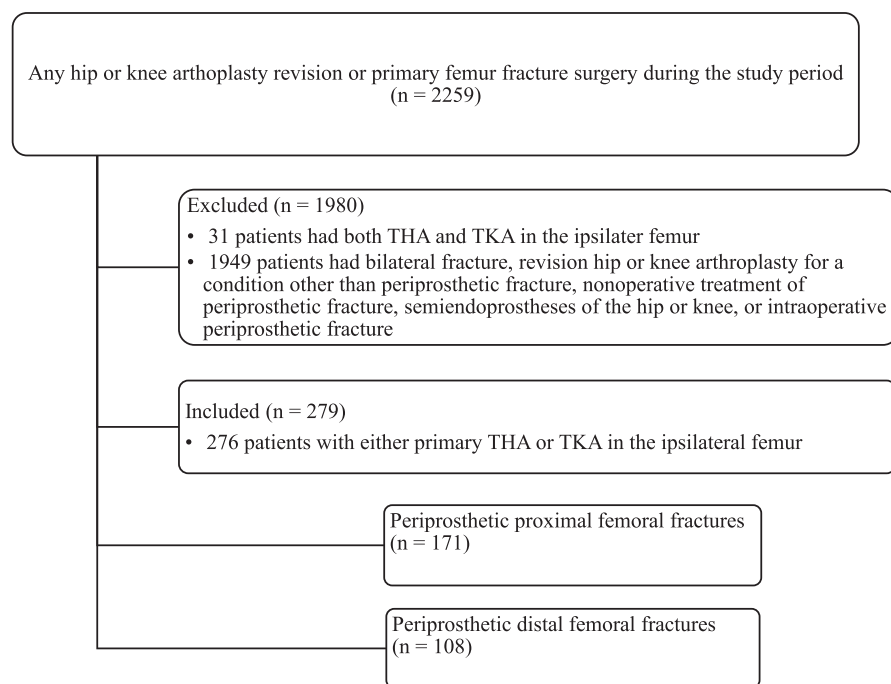 Any hip or knee arthoplasty revision or primary femur fracture surgery during the study period
(n = 2259)
Excluded (n = 1980)
• 31 patients had both THA and TKA in the ipsilater femur
• 1949 patients had bilateral fracture, revision hip or knee arthroplasty for a
condition other than periprosthetic fracture, nonoperative treatment of
periprosthetic fracture, semiendoprostheses of the hip or knee, or intraoperative
periprosthetic fracture
Included (n = 279)
• 276 patients with either primary THA or TKA in the ipsilateral femur
Periprosthetic proximal femoral fractures
(n = 171)
Periprosthetic distal femoral fractures
(n = 108)